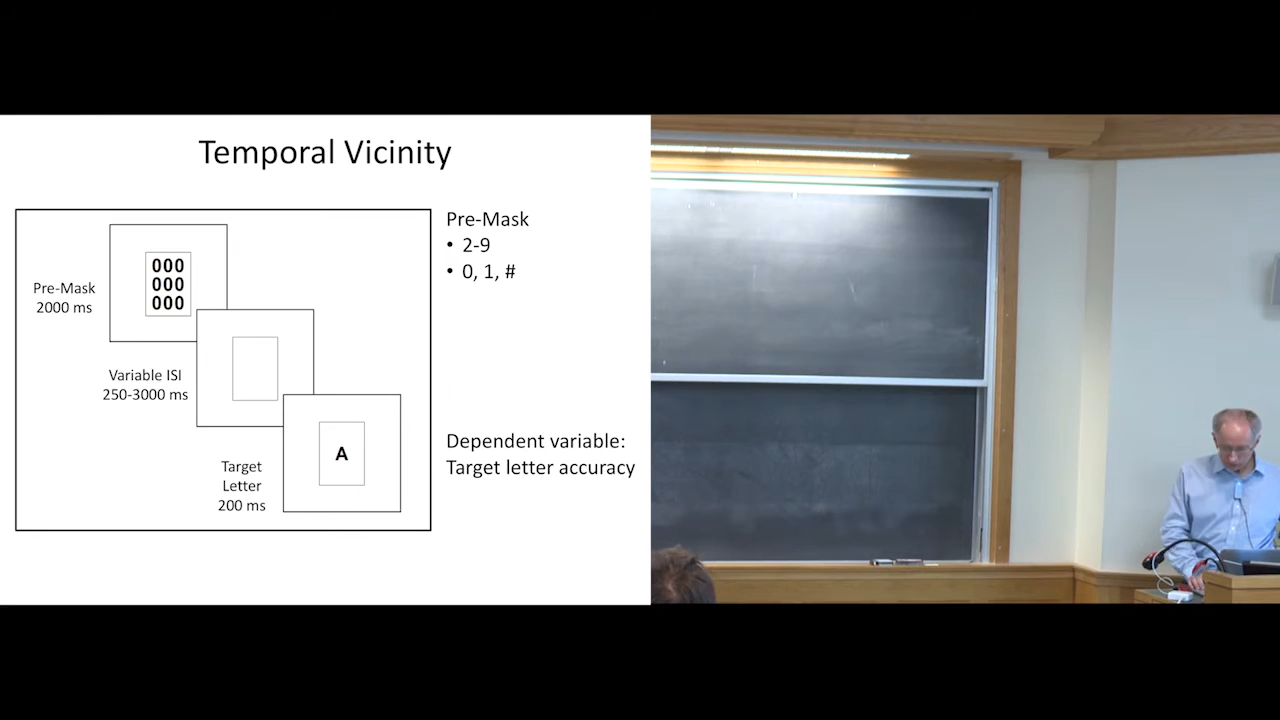 Temporal Vicinity
Pre-Mask
2000 ms
000
000
000
Variable ISI
250-3000 ms
Target
Letter
200 ms
A
Pre-Mask
• 2-9
• 0, 1, #
Dependent variable:
Target letter accuracy